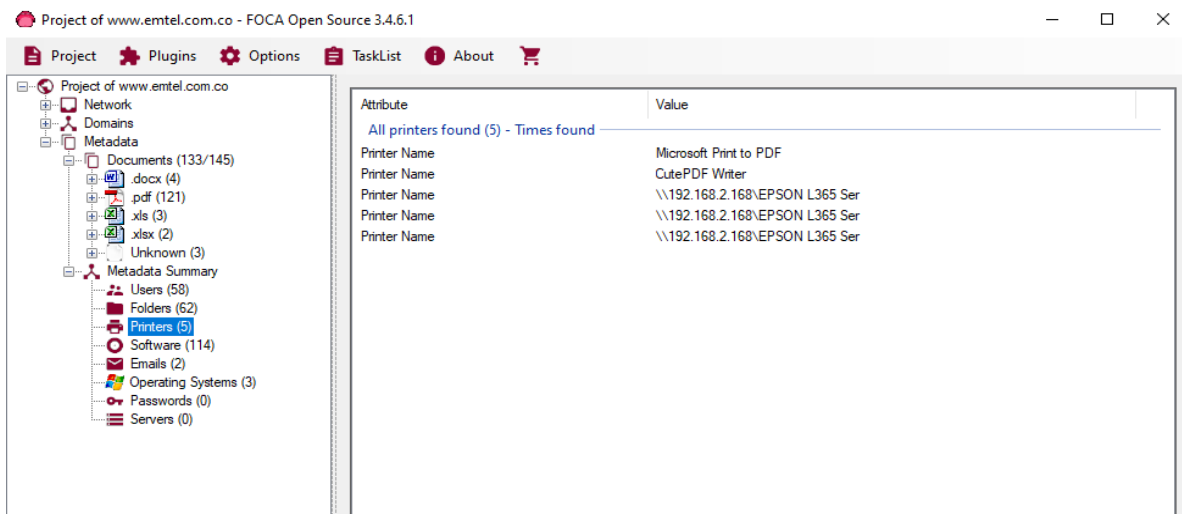 Project of www.emtel.com.co - FOCA Open Source 3.4.6.1
Project Plugins Options TaskList About
Project of www.emtel.com.co
Network
Domains
Metadata
Documents (133/145)
.docx (4)
.pdf (121)
.xls (3)
.xlsx (2)
Unknown (3)
Metadata Summary
Users (58)
Folders (62)
Printers (5)
Software (114)
Emails (2)
Operating Systems (3)
Passwords (0)
Servers (0)
Attribute Value
All printers found (5) - Times found
Printer Name Microsoft Print to PDF
Printer Name CutePDF Writer
Printer Name \\192.168.2.168\EPSON L365 Ser
Printer Name \\192.168.2.168\EPSON L365 Ser
Printer Name \\192.168.2.168\EPSON L365 Ser